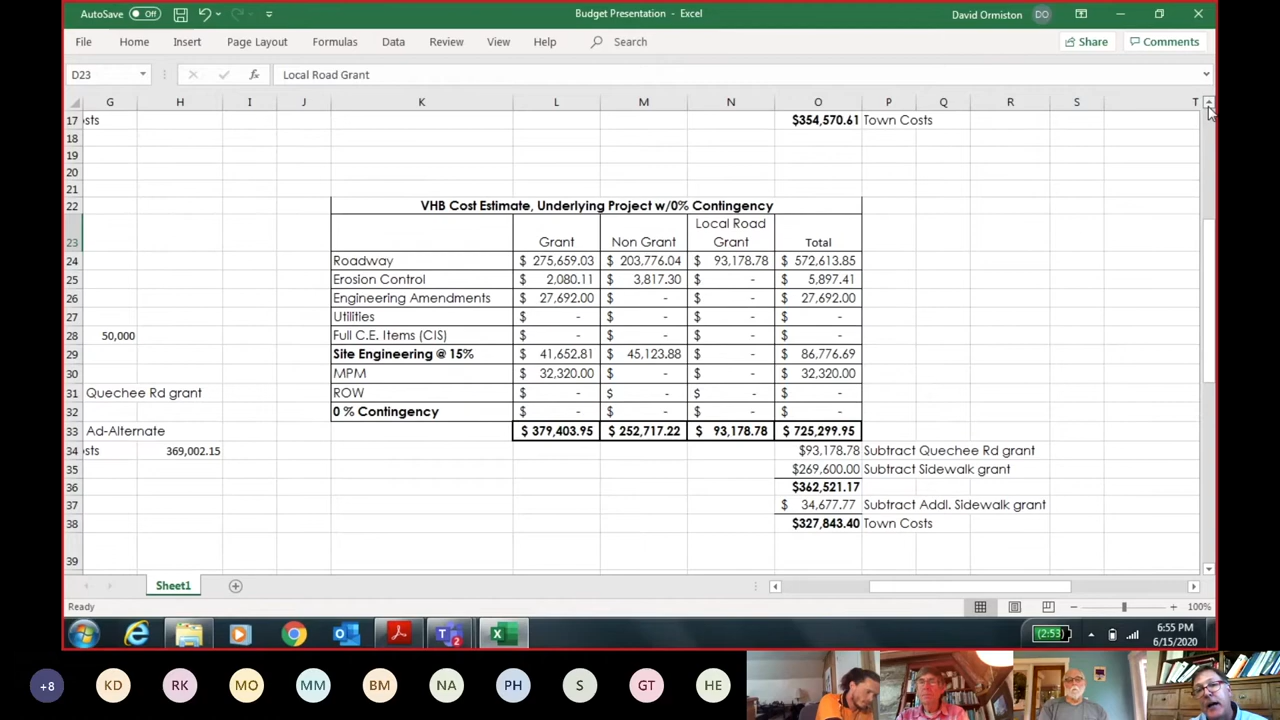 AutoSave Off Budget Presentation - Excel David Ormiston DO
File Home Insert Page Layout Formulas Data Review View Help Search Share Comments
D23 fx Local Road Grant
G H I J K L M N O P Q R S T
17 sts $354,570.61 Town Costs
18
19
20
21
22 VHB Cost Estimate, Underlying Project w/0% Contingency
Local Road
23 Grant Non Grant Grant Total
24 Roadway $ 275,659.03 $ 203,776.04 $ 93,178.78 $ 572,613.85
25 Erosion Control $ 2,080.11 $ 3,817.30 $ - $ 5,897.41
26 Engineering Amendments $ 27,692.00 $ - $ - $ 27,692.00
27 Utilities $ - $ - $ - $ -
28 50,000 Full C.E. Items (CIS) $ - $ - $ - $ -
29 Site Engineering @ 15% $ 41,652.81 $ 45,123.88 $ - $ 86,776.69
30 MPM $ 32,320.00 $ - $ - $ 32,320.00
31 Quechee Rd grant ROW $ - $ - $ - $ -
32 0 % Contingency $ - $ - $ - $ -
33 Ad-Alternate $ 379,403.95 $ 252,717.22 $ 93,178.78 $ 725,299.95
34 sts 369,002.15 $93,178.78 Subtract Quechee Rd grant
35 $269,600.00 Subtract Sidewalk grant
36 $362,521.17
37 $ 34,677.77 Subtract Addl. Sidewalk grant
38 $327,843.40 Town Costs
39
Sheet1
Ready 100%
(2:53) 6:55 PM
6/15/2020
+8 KD RK MO MM BM NA PH S GT HE